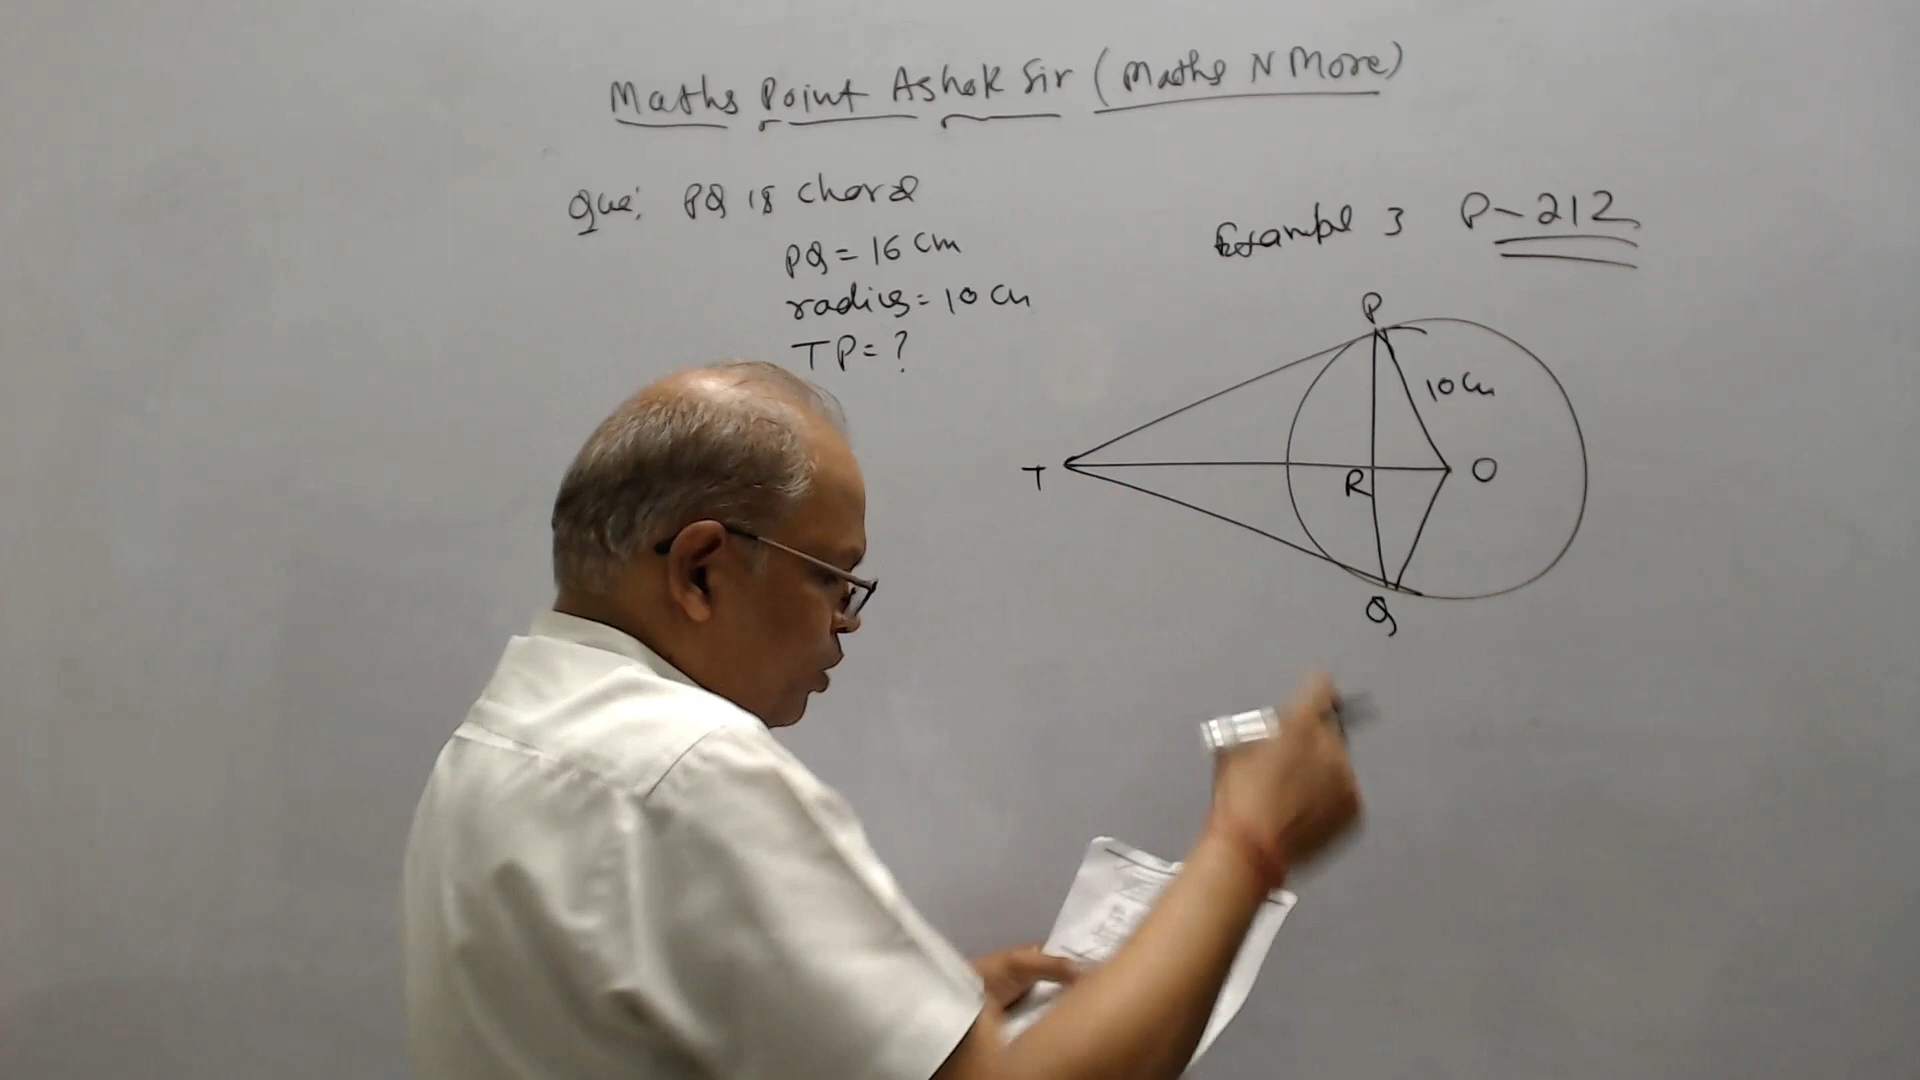 Maths Point Ashok Sir (Maths N More)
Que: PQ is chord
PQ = 16 cm
radius = 10 cm
TP = ?
Example 3 P-212
P
10 cm
T
R
O
Q